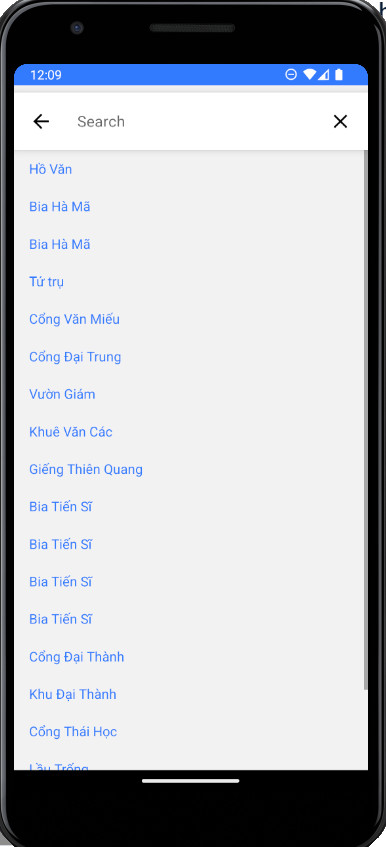 12:09
Search
Hồ Văn
Bia Hà Mã
Bia Hà Mã
Tứ trụ
Cổng Văn Miếu
Cổng Đại Trung
Vườn Giám
Khuê Văn Các
Giếng Thiên Quang
Bia Tiến Sĩ
Bia Tiến Sĩ
Bia Tiến Sĩ
Bia Tiến Sĩ
Cổng Đại Thành
Khu Đại Thành
Cổng Thái Học
Lầu Trống